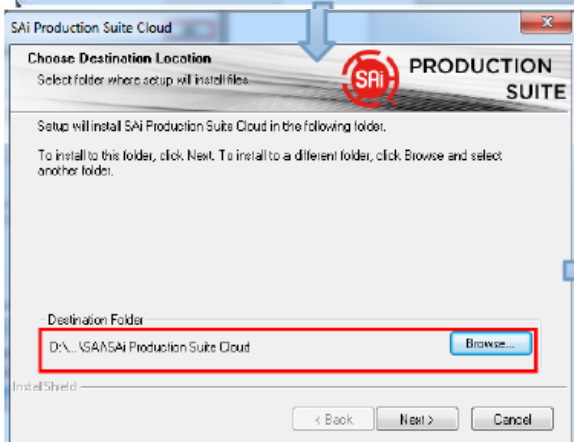 SAi Production Suite Cloud
Choose Destination Location
Select folder where setup will install files.
SAi
PRODUCTION
SUITE
Setup will install SAi Production Suite Cloud in the following folder.
To install to this folder, click Next. To install to a different folder, click Browse and select
another folder.
Destination Folder
D:\...\SAi\SAi Production Suite Cloud
Browse...
InstallShield
< Back
Next >
Cancel